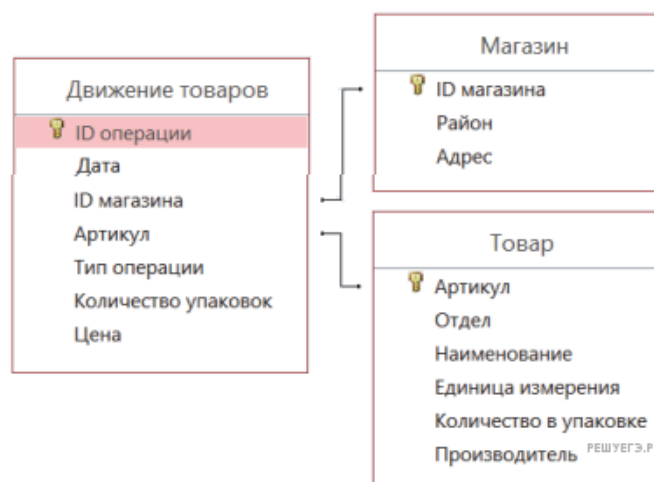 Движение товаров
ID операции
Дата
ID магазина
Артикул
Тип операции
Количество упаковок
Цена
Магазин
ID магазина
Район
Адрес
Товар
Артикул
Отдел
Наименование
Единица измерения
Количество в упаковке
Производитель
РЕШУЕГЭ.Р